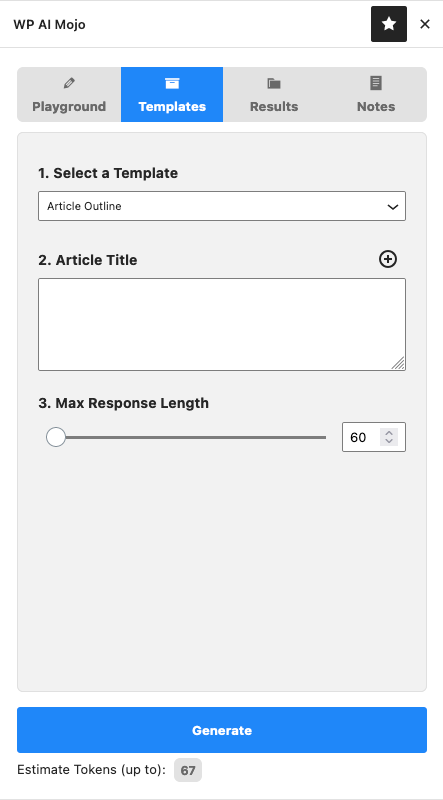 WP AI Mojo
Playground
Templates
Results
Notes
1. Select a Template
Article Outline
2. Article Title
3. Max Response Length
60
Generate
Estimate Tokens (up to): 67